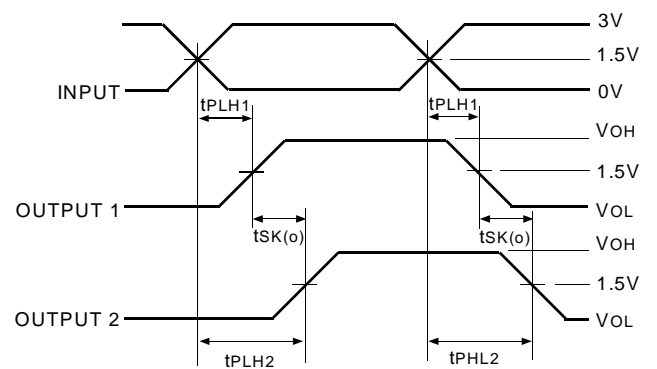 3V
1.5V
INPUT
0V
tPLH1
tPLH1
VOH
1.5V
OUTPUT 1
VOL
tSK(o)
tSK(o)
VOH
1.5V
OUTPUT 2
VOL
tPLH2
tPHL2